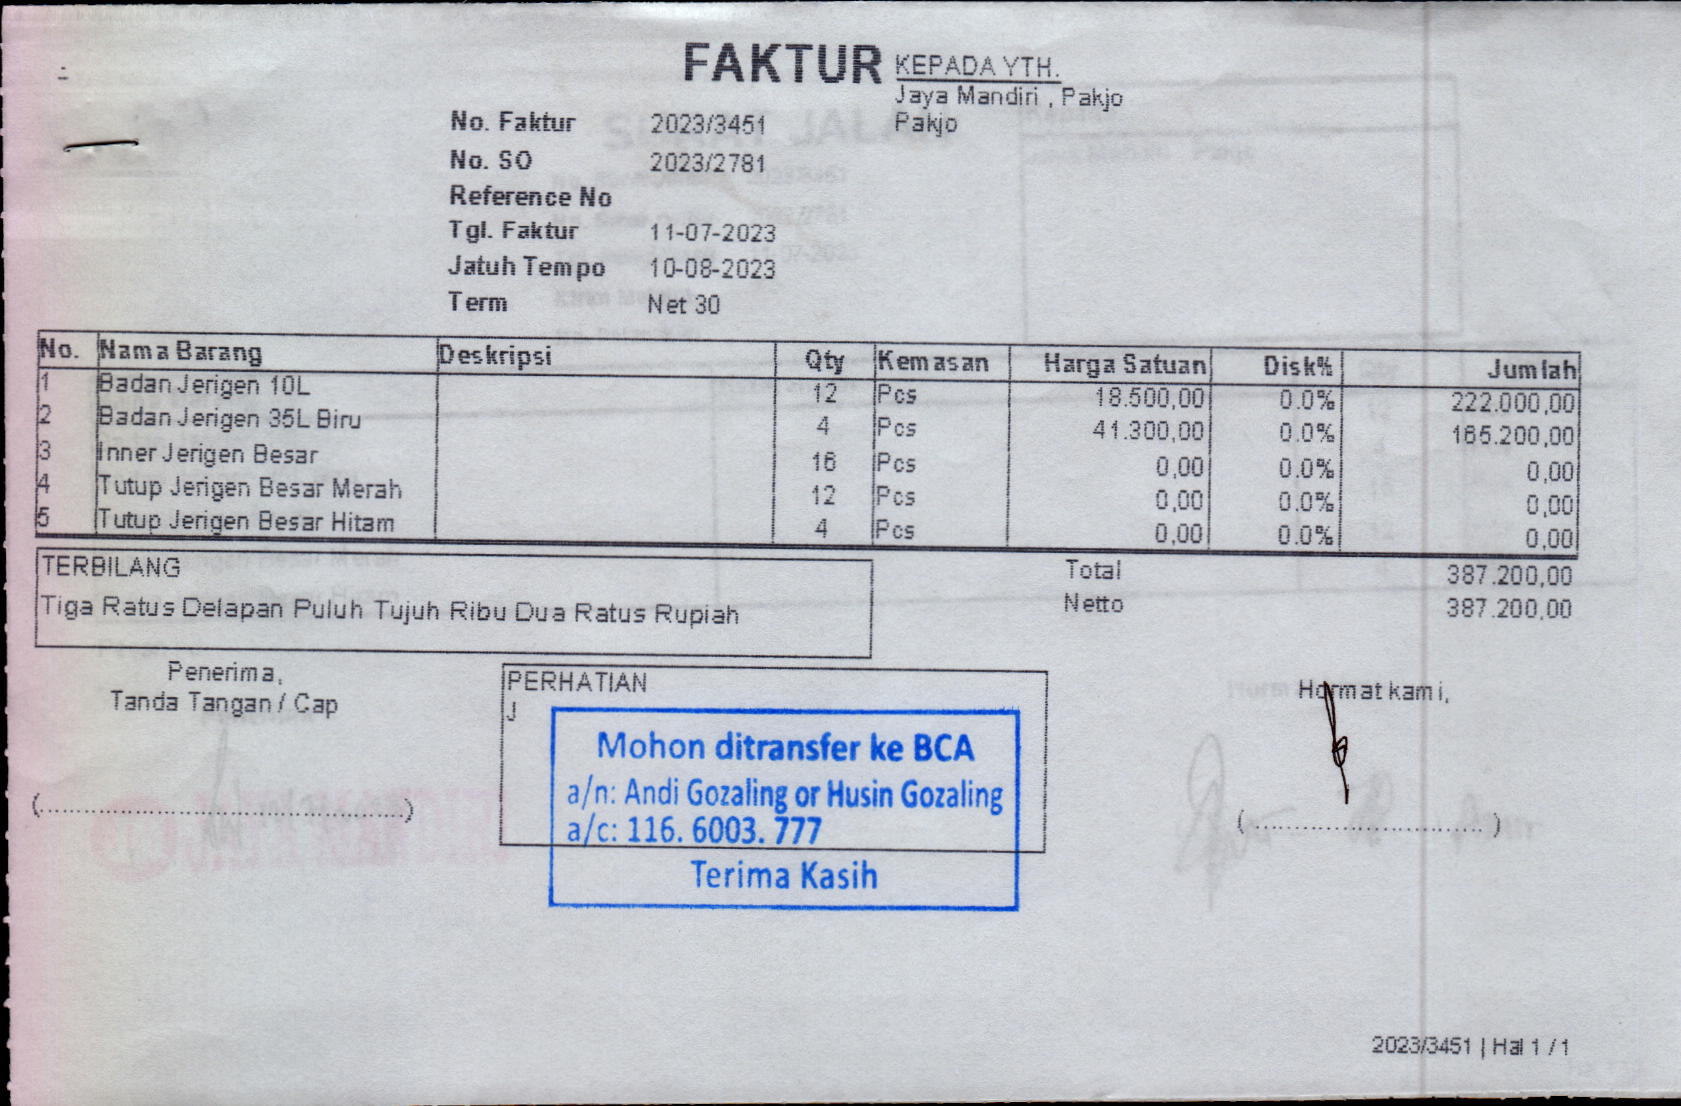 FAKTUR
KEPADA YTH.
Jaya Mandiri , Pakjo
Pakjo
No. Faktur 2023/3451
No. SO 2023/2781
Reference No
Tgl. Faktur 11-07-2023
Jatuh Tempo 10-08-2023
Term Net 30
No. Nama Barang Deskripsi Qty Kemasan Harga Satuan Disk% Jumlah
1 Badan Jerigen 10L 12 Pcs 18.500,00 0.0% 222.000,00
2 Badan Jerigen 35L Biru 4 Pcs 41.300,00 0.0% 165.200,00
3 Inner Jerigen Besar 16 Pcs 0,00 0.0% 0,00
4 Tutup Jerigen Besar Merah 12 Pcs 0,00 0.0% 0,00
5 Tutup Jerigen Besar Hitam 4 Pcs 0,00 0.0% 0,00
TERBILANG
Tiga Ratus Delapan Puluh Tujuh Ribu Dua Ratus Rupiah
Total 387.200,00
Netto 387.200,00
Penerima,
Tanda Tangan / Cap
(..............................................)
PERHATIAN
J
Mohon ditransfer ke BCA
a/n: Andi Gozaling or Husin Gozaling
a/c: 116. 6003. 777
Terima Kasih
Hormat kami,
(................................)
2023/3451 | Hal 1 / 1